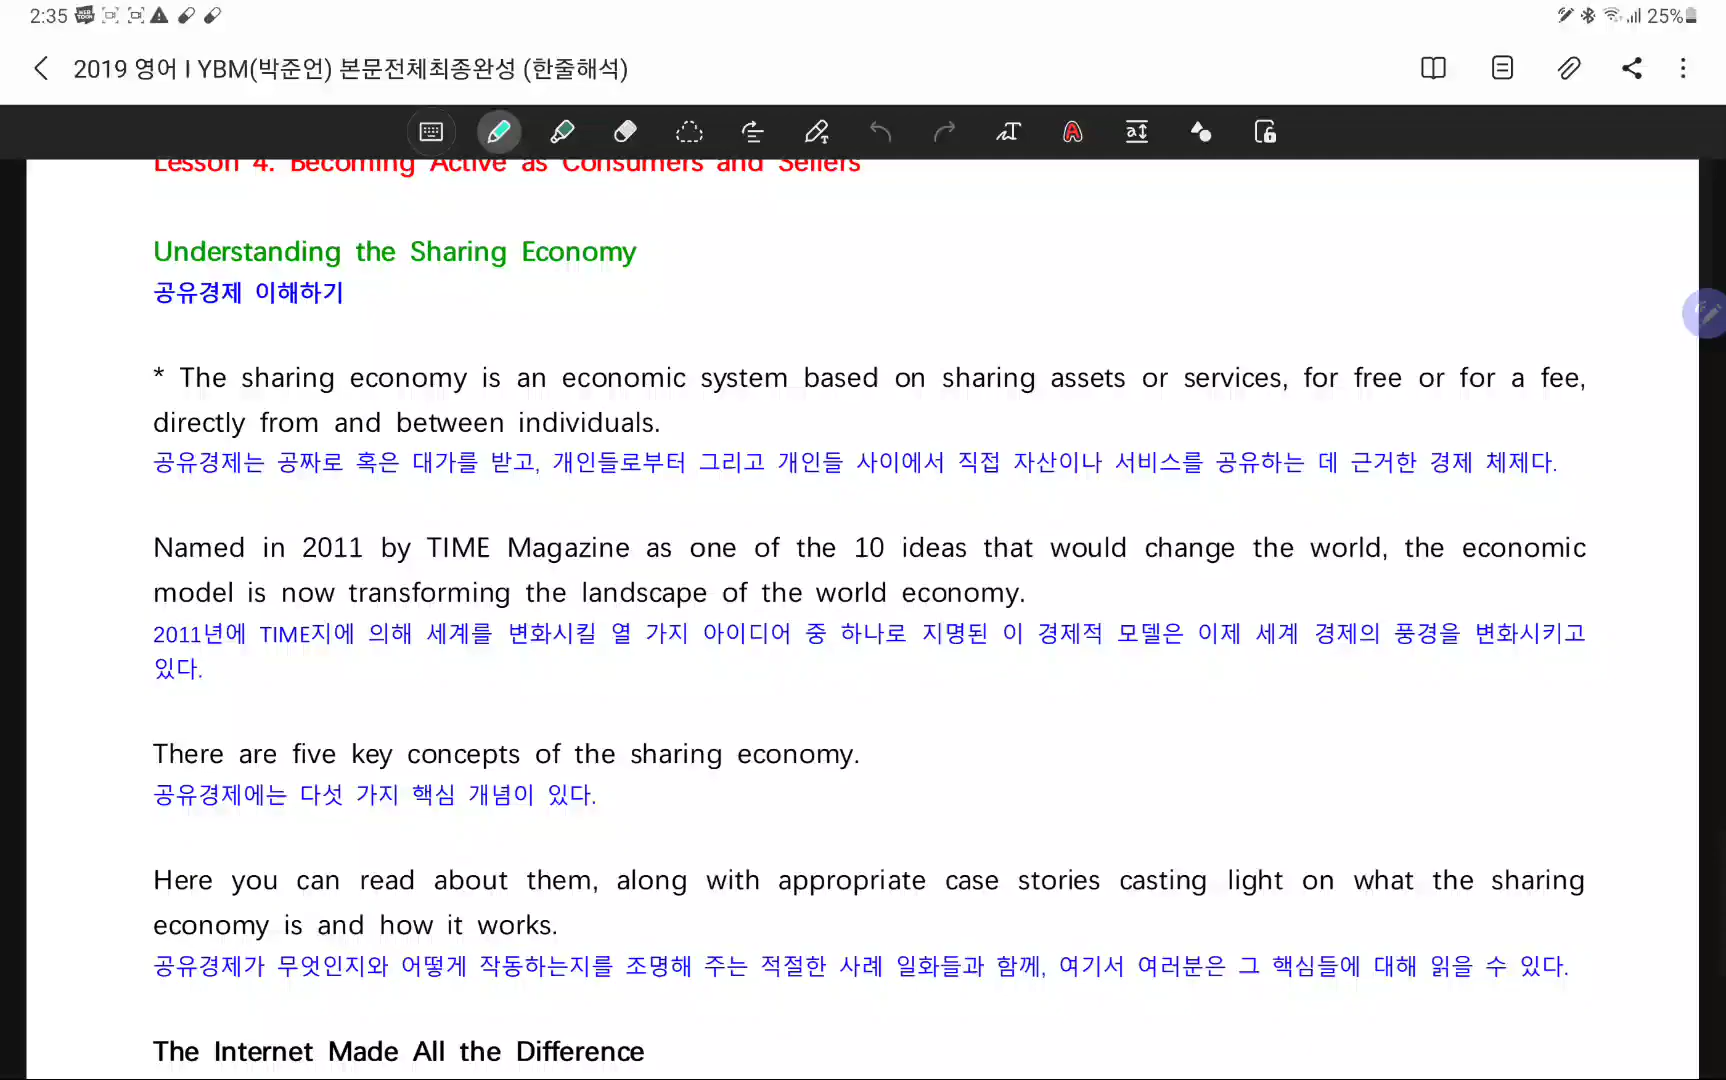 2:35
25%
2019 영어 I YBM(박준언) 본문전체최종완성 (한줄해석)
Lesson 4. Becoming Active as Consumers and Sellers
Understanding the Sharing Economy
공유경제 이해하기
* The sharing economy is an economic system based on sharing assets or services, for free or for a fee,
directly from and between individuals.
공유경제는 공짜로 혹은 대가를 받고, 개인들로부터 그리고 개인들 사이에서 직접 자산이나 서비스를 공유하는 데 근거한 경제 체제다.
Named in 2011 by TIME Magazine as one of the 10 ideas that would change the world, the economic
model is now transforming the landscape of the world economy.
2011년에 TIME지에 의해 세계를 변화시킬 열 가지 아이디어 중 하나로 지명된 이 경제적 모델은 이제 세계 경제의 풍경을 변화시키고
있다.
There are five key concepts of the sharing economy.
공유경제에는 다섯 가지 핵심 개념이 있다.
Here you can read about them, along with appropriate case stories casting light on what the sharing
economy is and how it works.
공유경제가 무엇인지와 어떻게 작동하는지를 조명해 주는 적절한 사례 일화들과 함께, 여기서 여러분은 그 핵심들에 대해 읽을 수 있다.
The Internet Made All the Difference